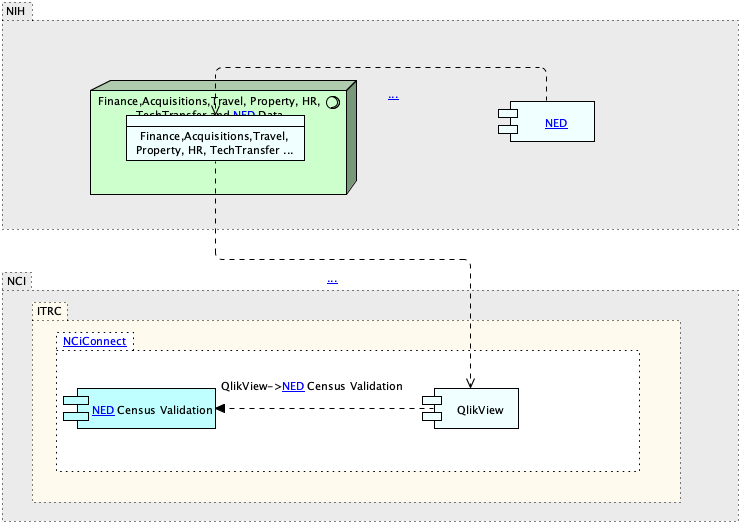 NIH
Finance,Acquisitions,Travel, Property, HR,
TechTransfer and NED Data
...
Finance,Acquisitions,Travel,
Property, HR, TechTransfer ...
NED
...
NCI
ITRC
NCiConnect
QlikView->NED Census Validation
NED Census Validation
QlikView